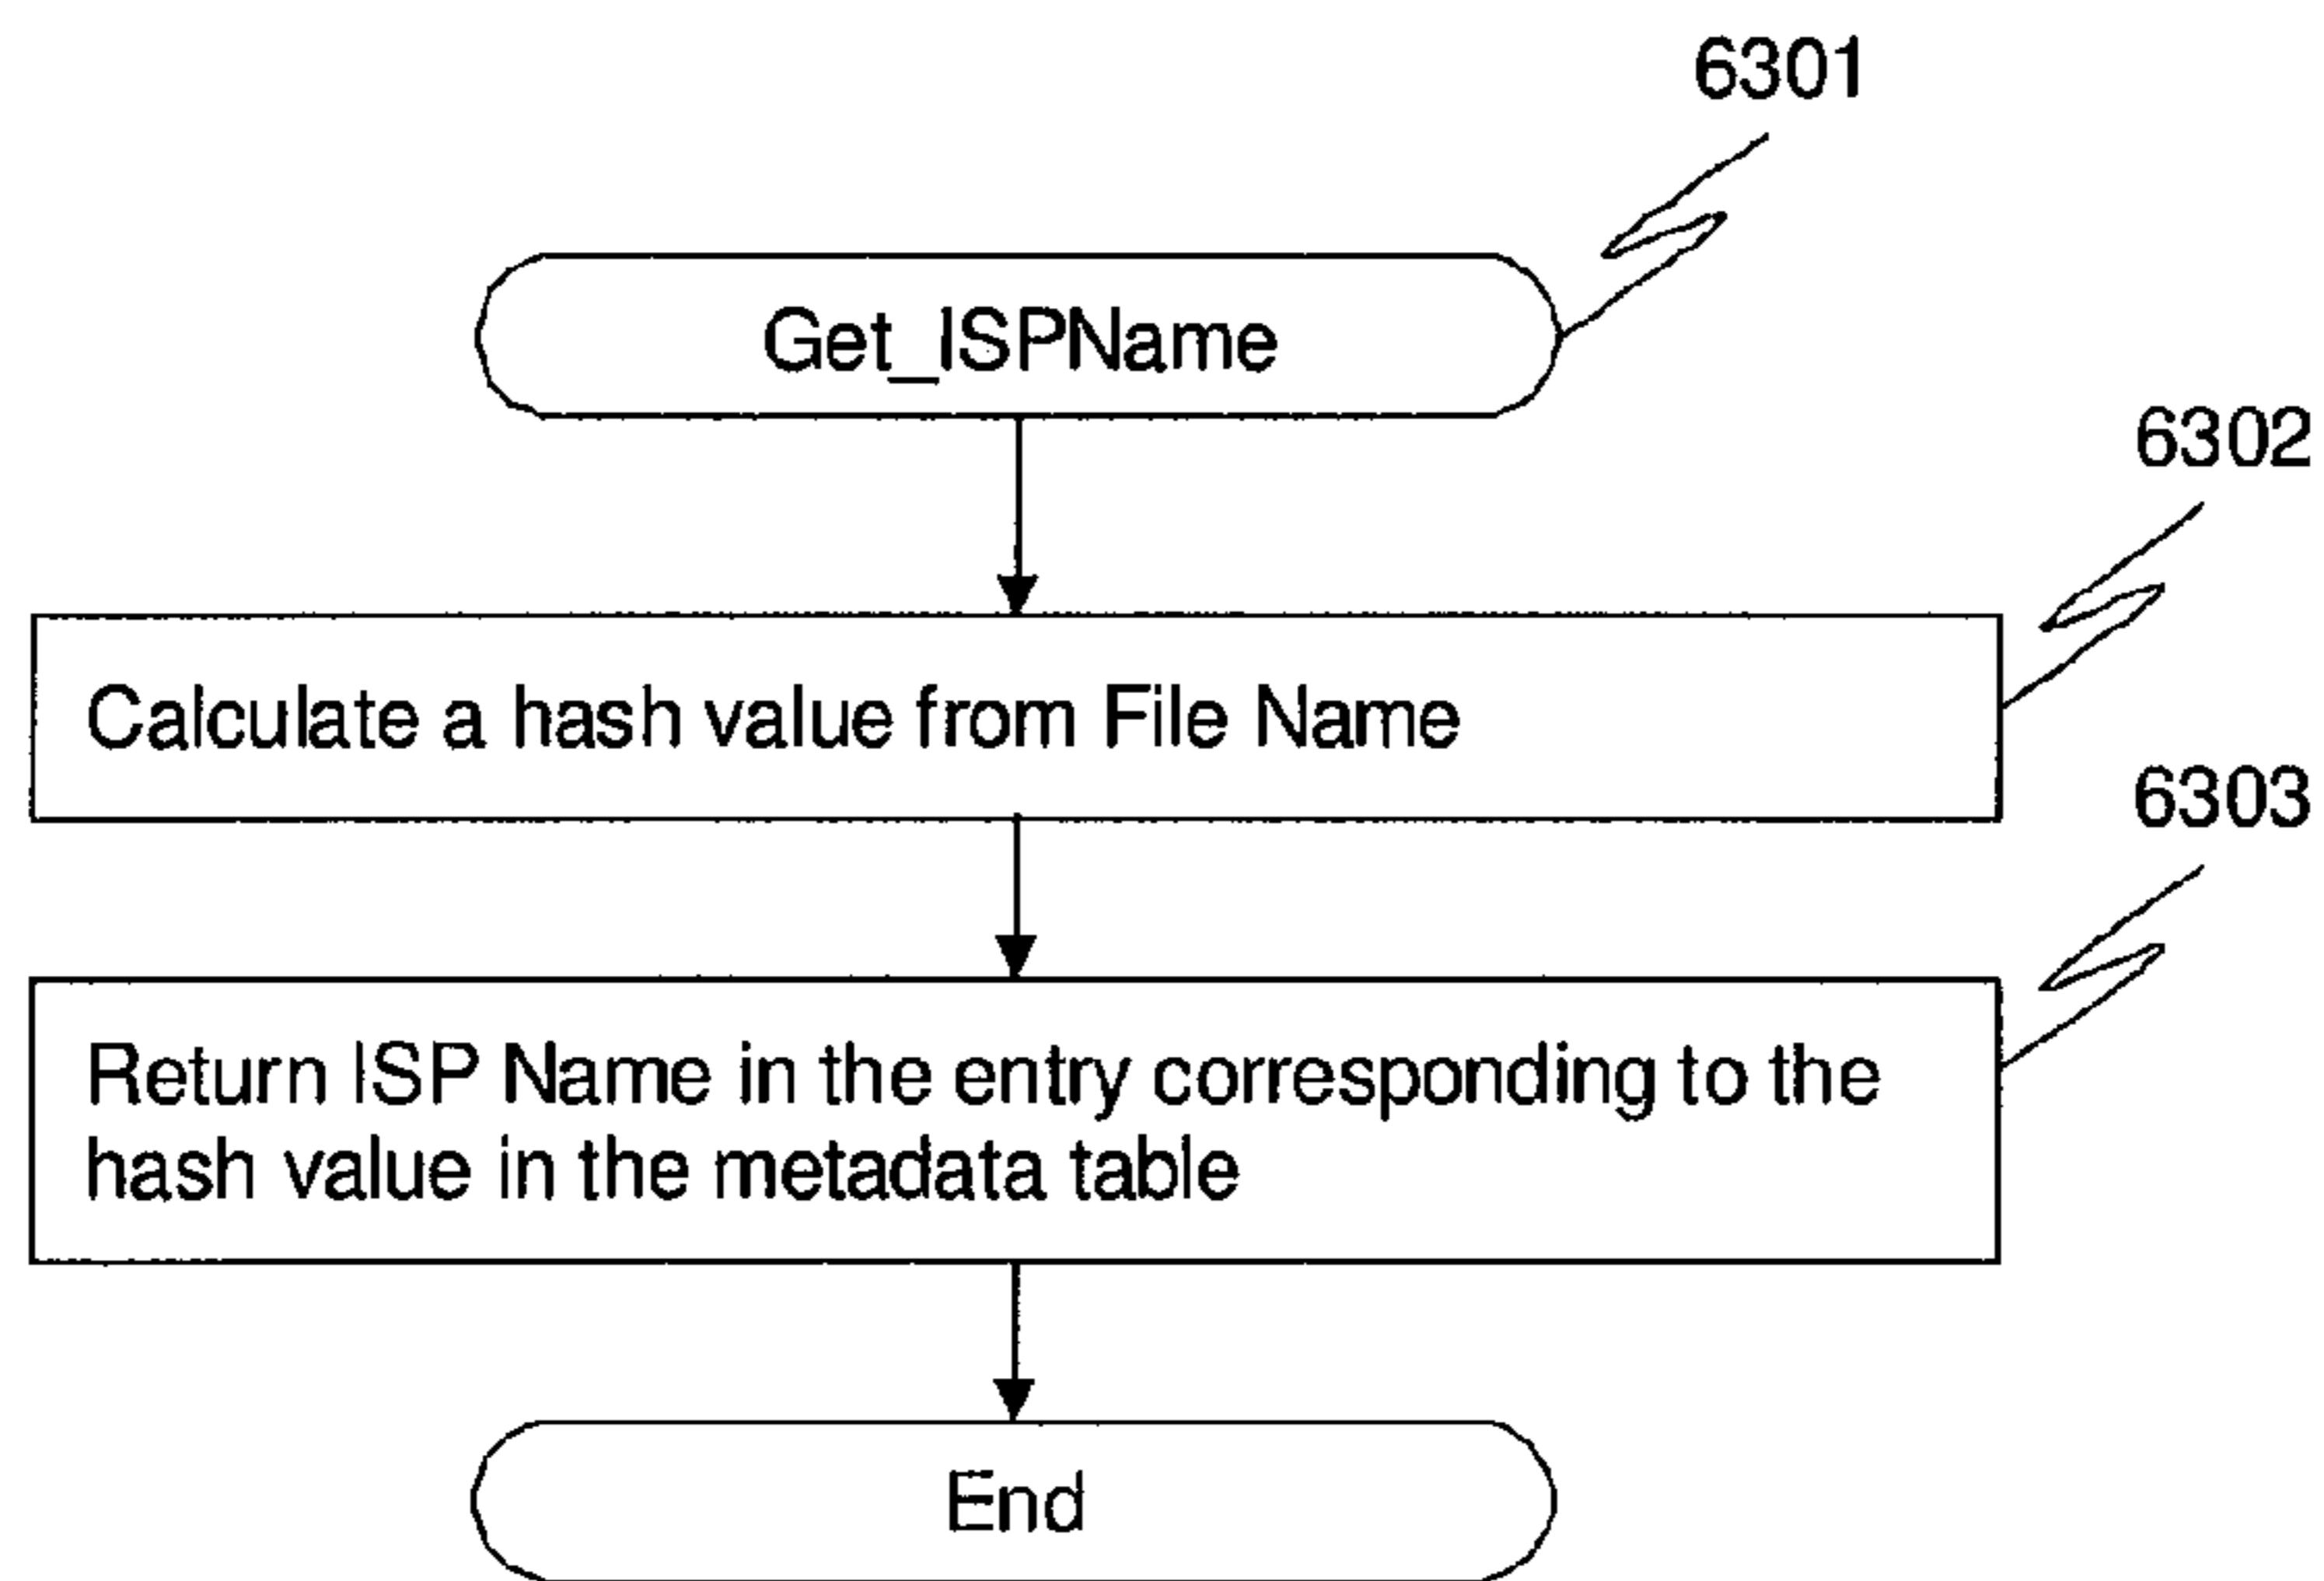 6301
Get_ISPName
6302
Calculate a hash value from File Name
6303
Return ISP Name in the entry corresponding to the
hash value in the metadata table
End